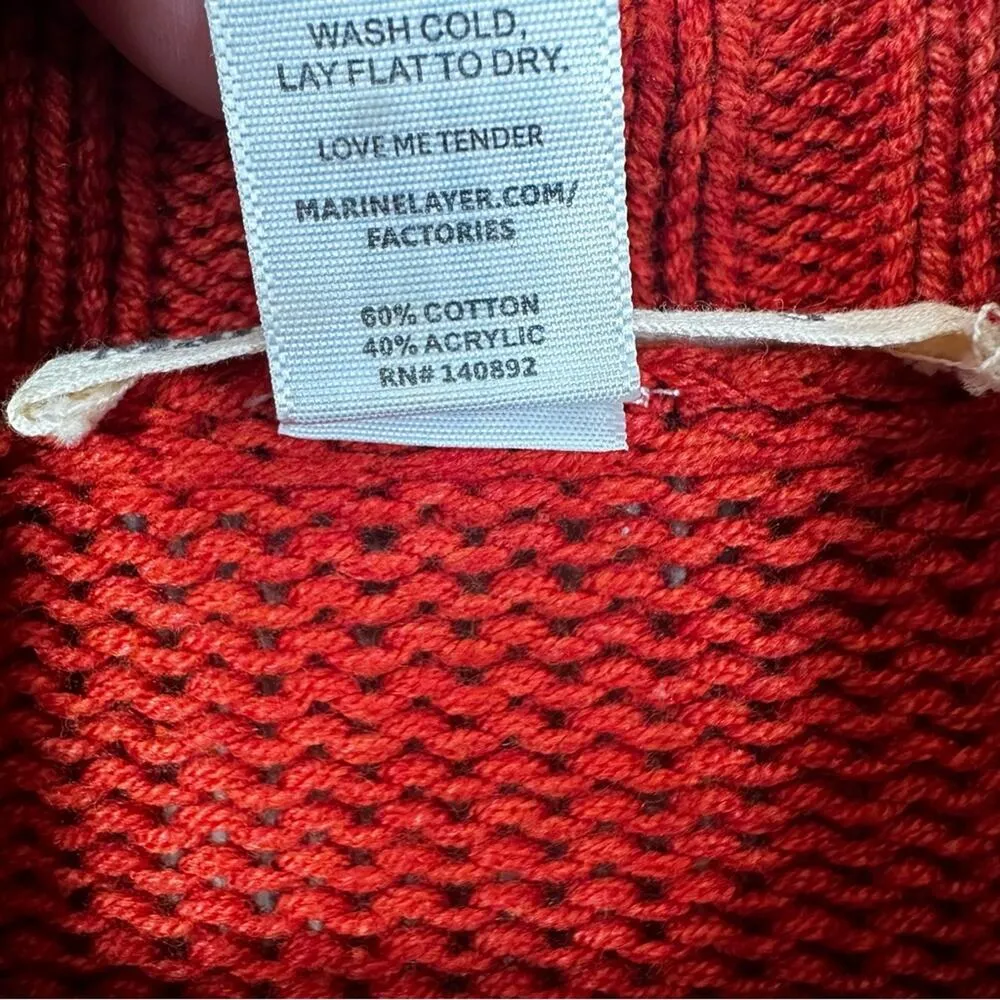 WASH COLD,
LAY FLAT TO DRY.
LOVE ME TENDER
MARINELAYER.COM/
FACTORIES
60% COTTON
40% ACRYLIC
RN# 140892